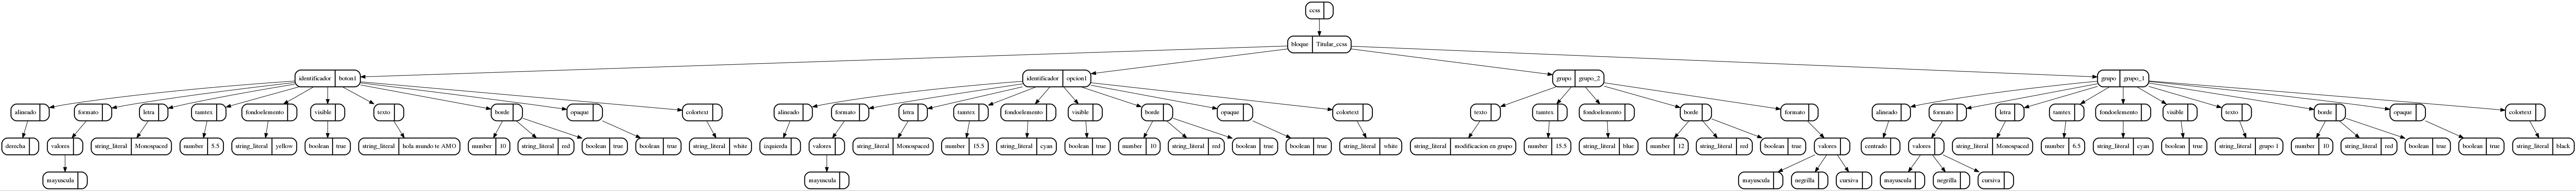 ccss
bloque Titular_ccss
identificador boton1 identificador opcion1 grupo grupo_2 grupo grupo_1
alineado formato letra tamtex fondoelemento visible texto borde opaque colortext alineado formato letra tamtex fondoelemento visible borde opaque colortext texto tamtex fondoelemento borde formato alineado formato letra tamtex fondoelemento visible texto borde opaque colortext
derecha valores string_literal Monospaced number 5.5 string_literal yellow boolean true string_literal hola mundo te AMO number 10 string_literal red boolean true boolean true string_literal white izquierda valores string_literal Monospaced number 15.5 string_literal cyan boolean true number 10 string_literal red boolean true boolean true string_literal white string_literal modificacion en grupo number 15.5 string_literal blue number 12 string_literal red boolean true valores centrado valores string_literal Monospaced number 6.5 string_literal cyan boolean true string_literal grupo 1 number 10 string_literal red boolean true boolean true string_literal black
mayuscula mayuscula mayuscula negrilla cursiva mayuscula negrilla cursiva